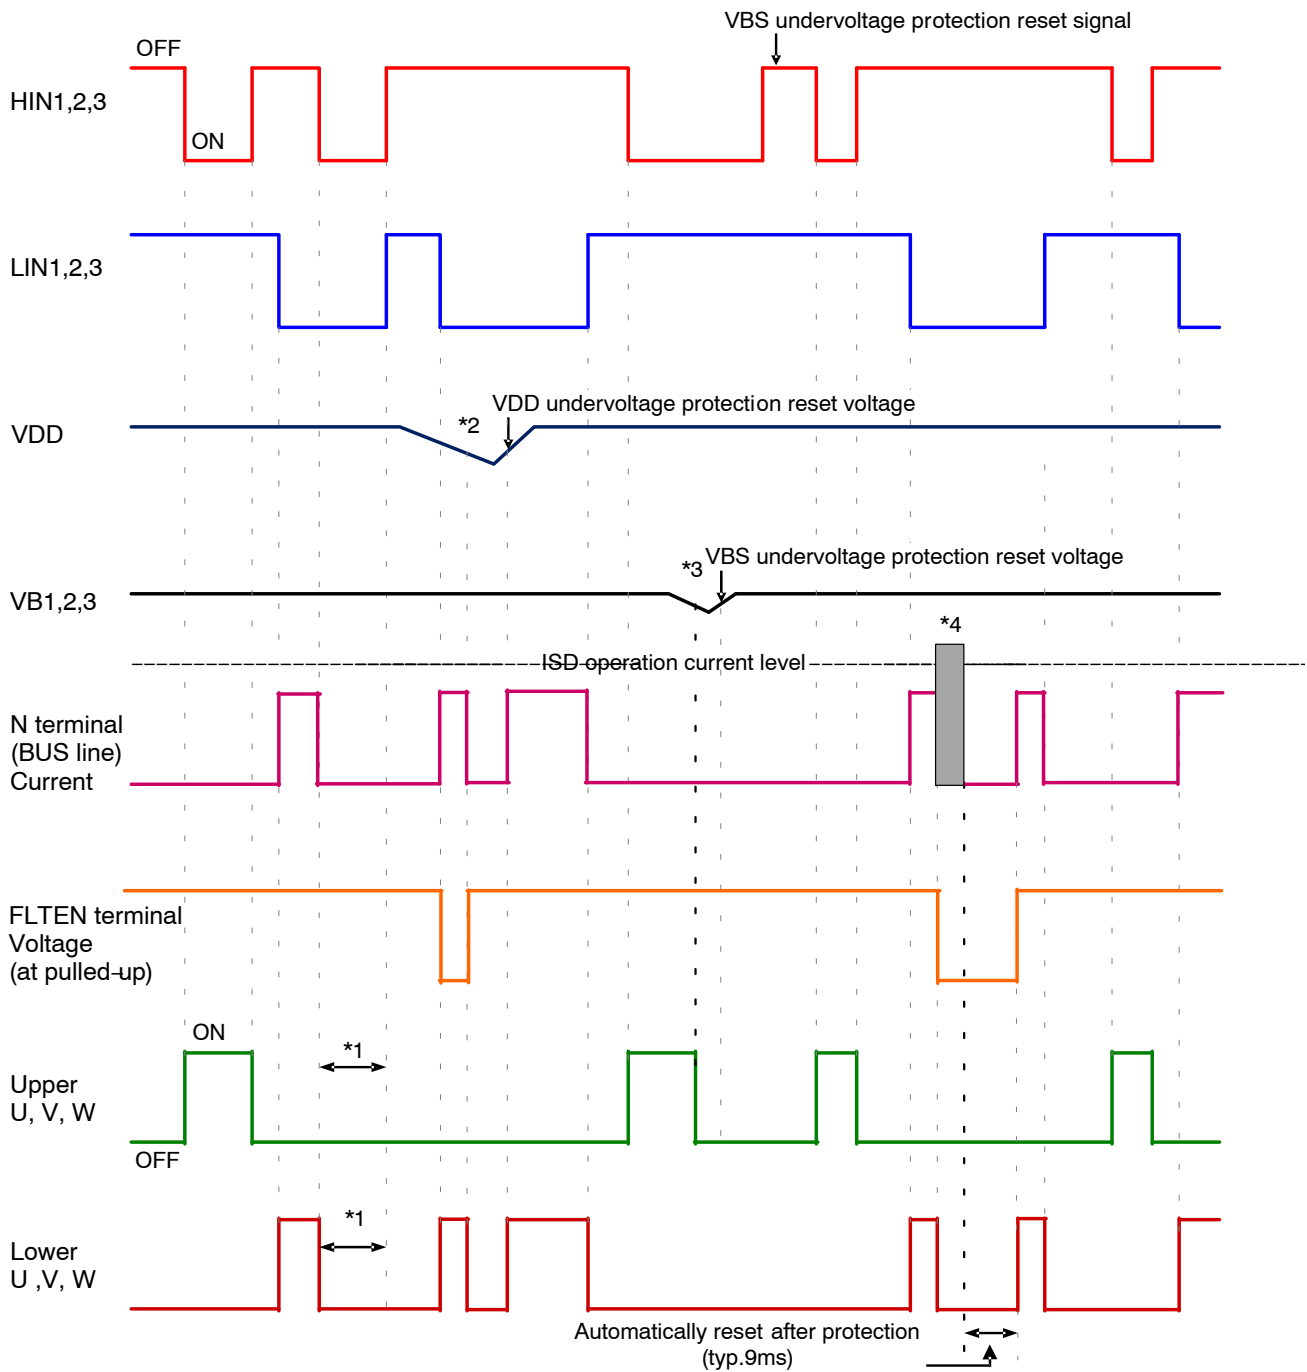 VBS undervoltage protection reset signal
OFF
HIN1,2,3
ON
LIN1,2,3
VDD undervoltage protection reset voltage
*2
VDD
VBS undervoltage protection reset voltage
*3
VB1,2,3
*4
ISD operation current level
N terminal
(BUS line)
Current
FLTEN terminal
Voltage
(at pulled-up)
ON
*1
Upper
U, V, W
OFF
*1
Lower
U ,V, W
Automatically reset after protection
(typ.9ms)